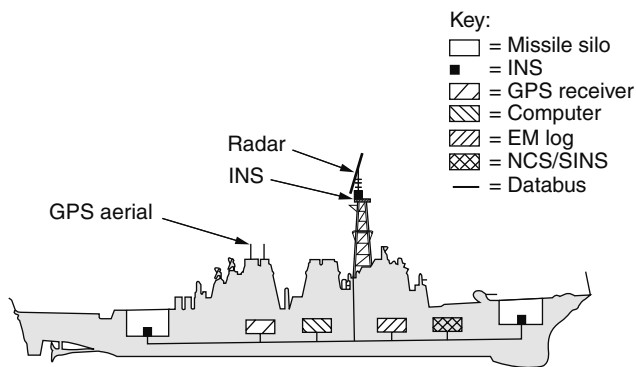 Key:
= Missile silo
= INS
= GPS receiver
= Computer
= EM log
= NCS/SINS
= Databus
Radar
INS
GPS aerial